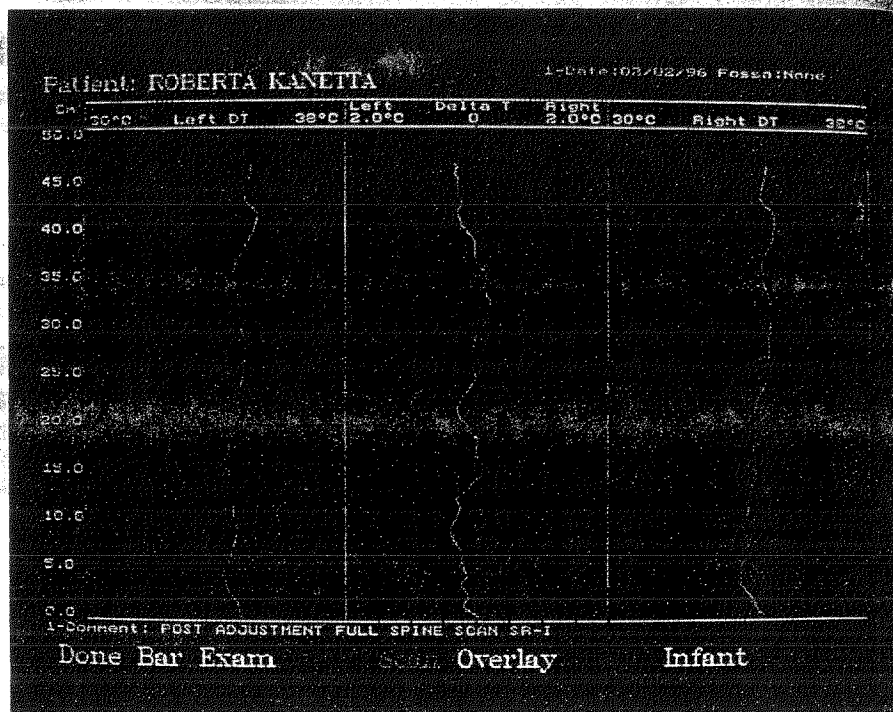 Patient: ROBERTA KANETTA
1-Date:03/02/96 Fossa:None
Cm
Left Delta T Right
30°C Left DT 38°C 2.0°C 0 2.0°C 30°C Right DT 38°C
50.0
45.0
40.0
35.0
30.0
25.0
20.0
15.0
10.0
5.0
0.0
1-Comment: POST ADJUSTMENT FULL SPINE SCAN SR-I
Done Bar Exam Scan Overlay Infant